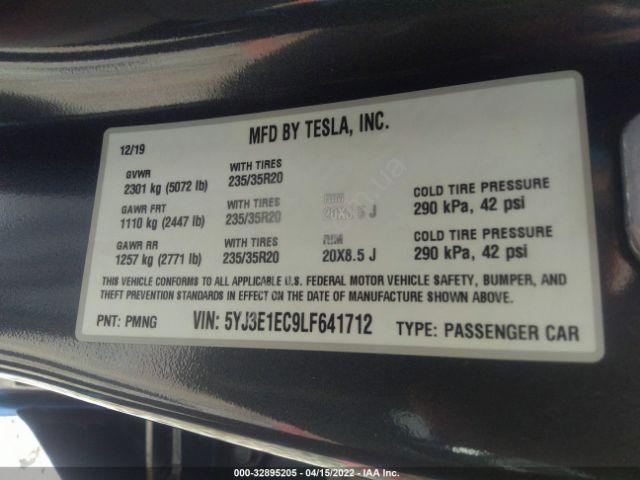 MFD BY TESLA, INC.
12/19
GVWR WITH TIRES
2301 kg (5072 lb) 235/35R20
GAWR FRT WITH TIRES RIM COLD TIRE PRESSURE
1110 kg (2447 lb) 235/35R20 20X8.5 J 290 kPa, 42 psi
GAWR RR WITH TIRES RIM COLD TIRE PRESSURE
1257 kg (2771 lb) 235/35R20 20X8.5 J 290 kPa, 42 psi
THIS VEHICLE CONFORMS TO ALL APPLICABLE U.S. FEDERAL MOTOR VEHICLE SAFETY, BUMPER, AND
THEFT PREVENTION STANDARDS IN EFFECT ON THE DATE OF MANUFACTURE SHOWN ABOVE.
PNT: PMNG VIN: 5YJ3E1EC9LF641712 TYPE: PASSENGER CAR
000-32895205 - 04/15/2022 - IAA Inc.